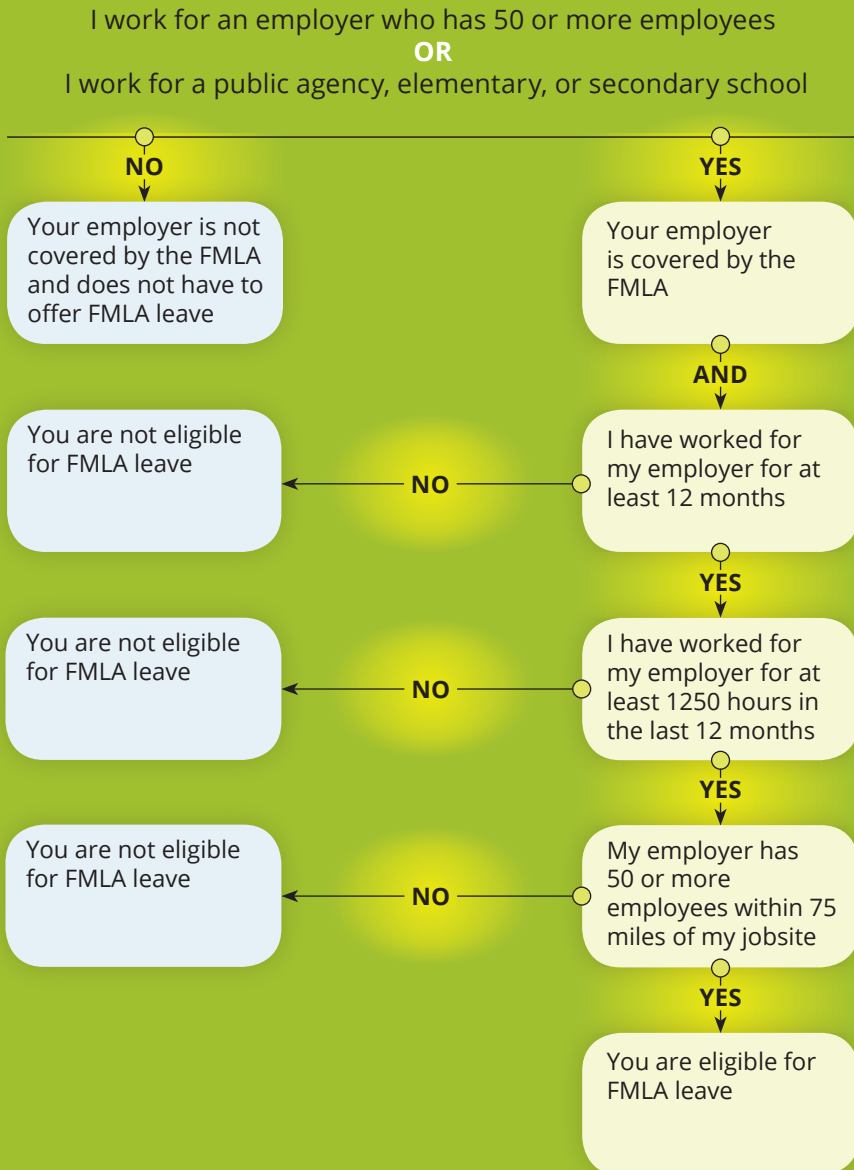 I work for an employer who has 50 or more employees
OR
I work for a public agency, elementary, or secondary school
NO
YES
Your employer is not
covered by the FMLA
and does not have to
offer FMLA leave
Your employer
is covered by the
FMLA
AND
You are not eligible
for FMLA leave
NO
I have worked for
my employer for at
least 12 months
YES
You are not eligible
for FMLA leave
NO
I have worked for
my employer for at
least 1250 hours in
the last 12 months
YES
You are not eligible
for FMLA leave
NO
My employer has
50 or more
employees within 75
miles of my jobsite
YES
You are eligible for
FMLA leave